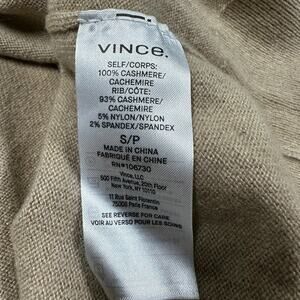 VINCE.
SELF/CORPS:
100% CASHMERE/
CACHEMIRE
RIB/CÔTE:
93% CASHMERE/
CACHEMIRE
5% NYLON/NYLON
2% SPANDEX/SPANDEX
S/P
MADE IN CHINA
FABRIQUÉ EN CHINE
RN#106730
Vince, LLC
500 Fifth Avenue, 20th Floor
New York, NY 10110
11 Rue Saint Florentin
75008 Paris France
SEE REVERSE FOR CARE
VOIR AU VERSO POUR LES SOINS